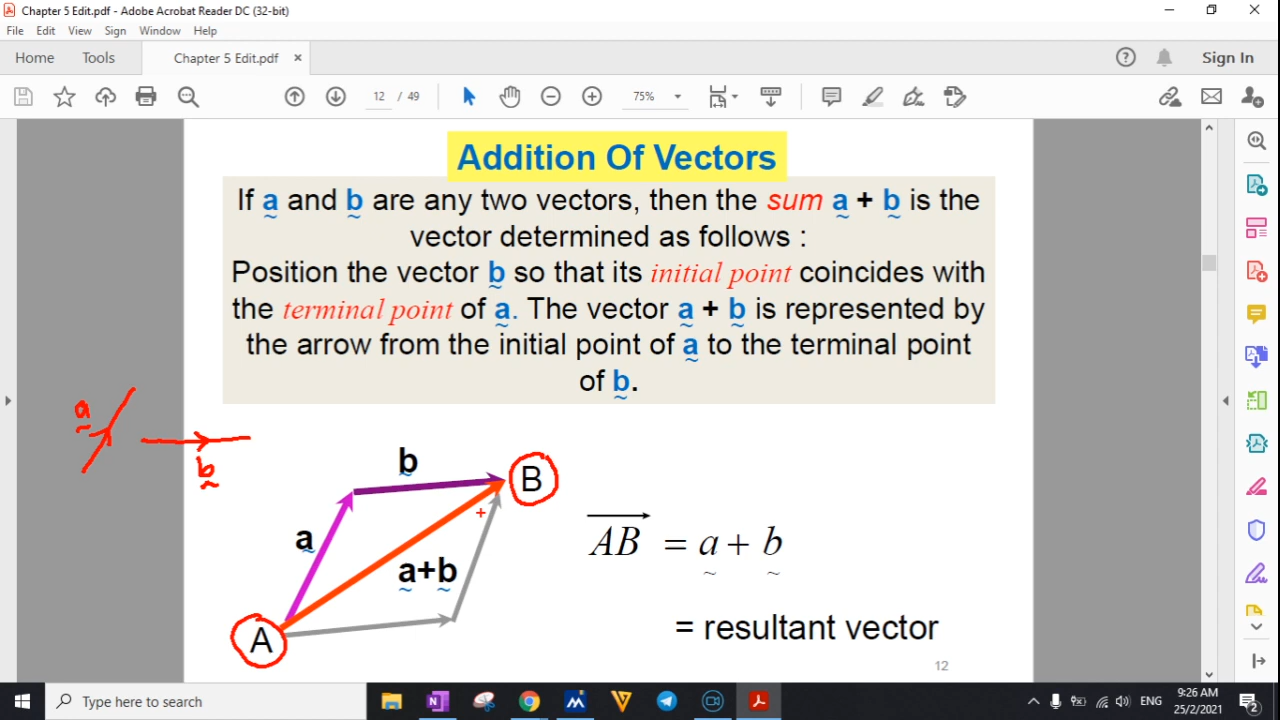 Chapter 5 Edit.pdf - Adobe Acrobat Reader DC (32-bit)
File Edit View Sign Window Help
Home Tools Chapter 5 Edit.pdf × Sign In
12 / 49 75%
Addition Of Vectors
If a and b are any two vectors, then the sum a + b is the
vector determined as follows :
Position the vector b so that its initial point coincides with
the terminal point of a. The vector a + b is represented by
the arrow from the initial point of a to the terminal point
of b.
a
b
b
B
a
a+b
A
AB = a + b
= resultant vector
12
Type here to search
ENG
9:26 AM
25/2/2021
2